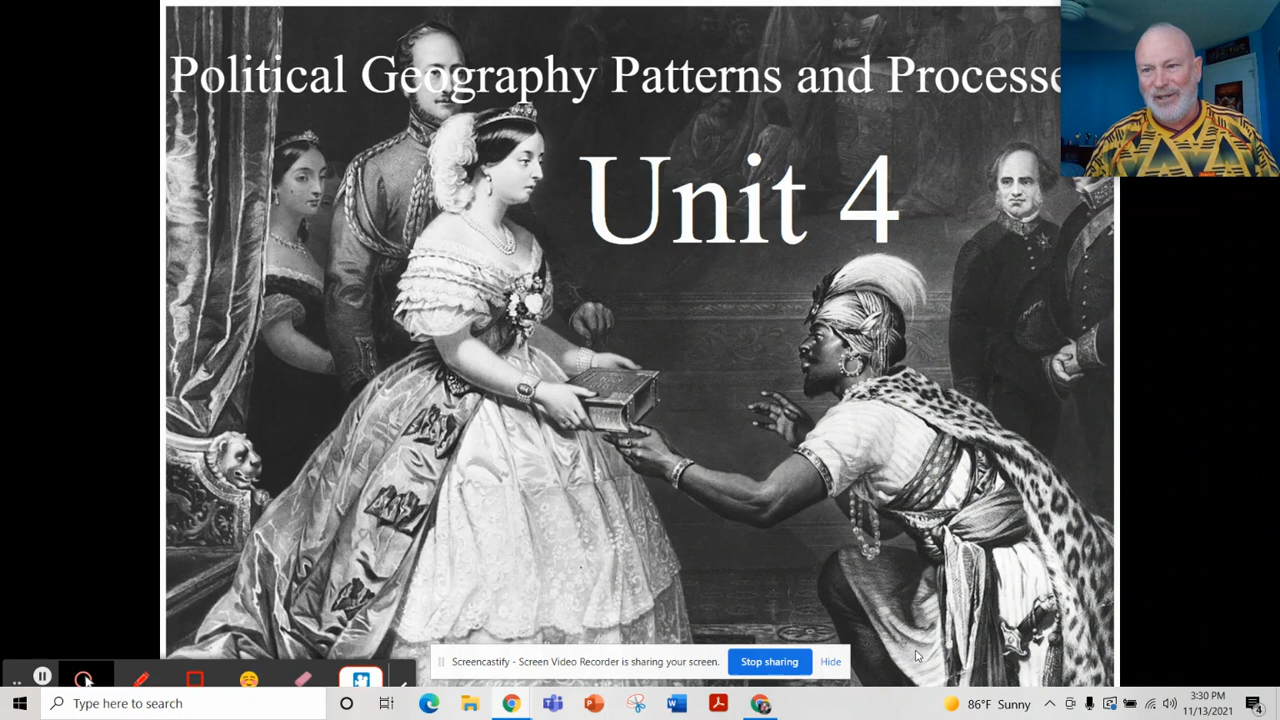 Political Geography Patterns and Processe
Unit 4
Screencastify - Screen Video Recorder is sharing your screen.
Stop sharing
Hide
Type here to search
86°F Sunny
3:30 PM
11/13/2021
4